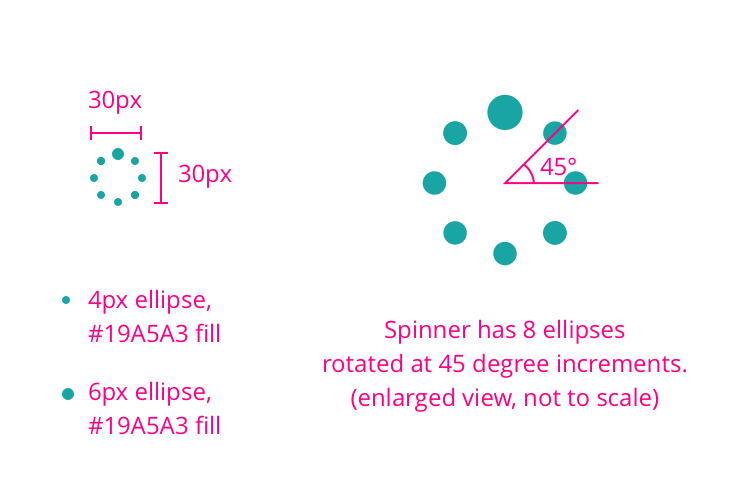 30px
30px
45°
4px ellipse,
#19A5A3 fill
6px ellipse,
#19A5A3 fill
Spinner has 8 ellipses
rotated at 45 degree increments.
(enlarged view, not to scale)